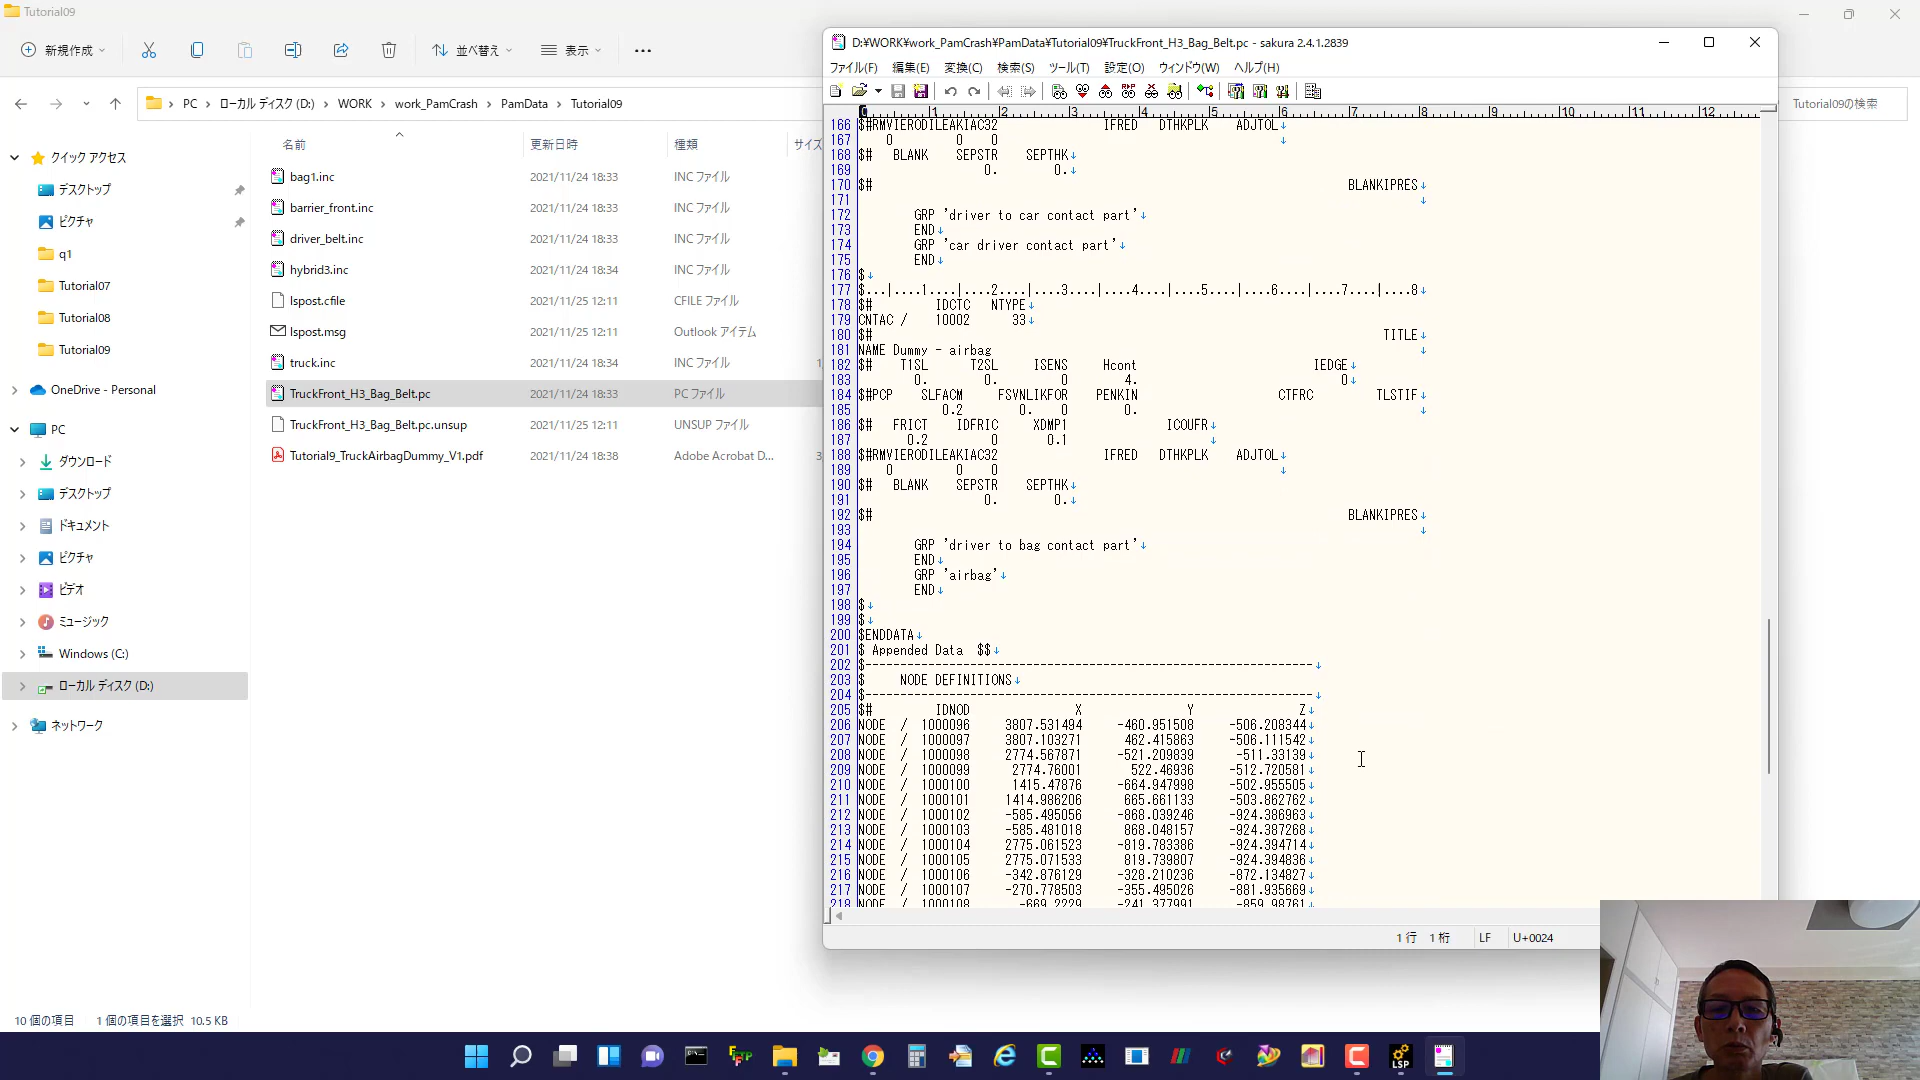 Tutorial09
新規作成
並べ替え
表示
PC
ローカル ディスク (D:)
WORK
work_PamCrash
PamData
Tutorial09
Tutorial09の検索
クイック アクセス
デスクトップ
ピクチャ
q1
Tutorial07
Tutorial08
Tutorial09
OneDrive - Personal
PC
ダウンロード
デスクトップ
ドキュメント
ピクチャ
ビデオ
ミュージック
Windows (C:)
ローカル ディスク (D:)
ネットワーク
名前 更新日時 種類 サイズ
bag1.inc 2021/11/24 18:33 INC ファイル
barrier_front.inc 2021/11/24 18:33 INC ファイル
driver_belt.inc 2021/11/24 18:33 INC ファイル
hybrid3.inc 2021/11/24 18:34 INC ファイル
lspost.cfile 2021/11/25 12:11 CFILE ファイル
lspost.msg 2021/11/25 12:11 Outlook アイテム
truck.inc 2021/11/24 18:34 INC ファイル 1
TruckFront_H3_Bag_Belt.pc 2021/11/24 18:33 PC ファイル
TruckFront_H3_Bag_Belt.pc.unsup 2021/11/25 12:11 UNSUP ファイル
Tutorial9_TruckAirbagDummy_V1.pdf 2021/11/24 18:38 Adobe Acrobat D... 3
10 個の項目 1 個の項目を選択 10.5 KB
D:¥WORK¥work_PamCrash¥PamData¥Tutorial09¥TruckFront_H3_Bag_Belt.pc - sakura 2.4.1.2839
ファイル(F) 編集(E) 変換(C) 検索(S) ツール(T) 設定(O) ウィンドウ(W) ヘルプ(H)
0 1 2 3 4 5 6 7 8 9 10 11 12
166 $#RMVIERODILEAKIAC32 IFRED DTHKPLK ADJTOL↓
167 0 0 0 ↓
168 $# BLANK SEPSTR SEPTHK↓
169 0. 0.↓
170 $# BLANKIPRES↓
171 ↓
172 GRP 'driver to car contact part'↓
173 END↓
174 GRP 'car driver contact part'↓
175 END↓
176 $↓
177 $...|....1....|....2....|....3....|....4....|....5....|....6....|....7....|....8↓
178 $# IDCTC NTYPE↓
179 CNTAC / 10002 33↓
180 $# TITLE↓
181 NAME Dummy - airbag ↓
182 $# T1SL T2SL ISENS Hcont IEDGE↓
183 0. 0. 0 4. 0↓
184 $#PCP SLFACM FSVNLIKFOR PENKIN CTFRC TLSTIF↓
185 0.2 0. 0 0. ↓
186 $# FRICT IDFRIC XDMP1 ICOUFR↓
187 0.2 0 0.1 ↓
188 $#RMVIERODILEAKIAC32 IFRED DTHKPLK ADJTOL↓
189 0 0 0 ↓
190 $# BLANK SEPSTR SEPTHK↓
191 0. 0.↓
192 $# BLANKIPRES↓
193 ↓
194 GRP 'driver to bag contact part'↓
195 END↓
196 GRP 'airbag'↓
197 END↓
198 $↓
199 $↓
200 $ENDDATA↓
201 $ Appended Data $$↓
202 $----------------------------------------------------------------↓
203 $ NODE DEFINITIONS↓
204 $----------------------------------------------------------------↓
205 $# IDNOD X Y Z↓
206 NODE / 1000096 3807.531494 -460.951508 -506.208344↓
207 NODE / 1000097 3807.103271 462.415863 -506.111542↓
208 NODE / 1000098 2774.567871 -521.209839 -511.33139↓
209 NODE / 1000099 2774.76001 522.46936 -512.720581↓
210 NODE / 1000100 1415.47876 -664.947998 -502.955505↓
211 NODE / 1000101 1414.986206 665.661133 -503.862762↓
212 NODE / 1000102 -585.495056 -868.039246 -924.386963↓
213 NODE / 1000103 -585.481018 868.048157 -924.387268↓
214 NODE / 1000104 2775.061523 -819.783386 -924.394714↓
215 NODE / 1000105 2775.071533 819.739807 -924.394836↓
216 NODE / 1000106 -342.876129 -328.210236 -872.134827↓
217 NODE / 1000107 -270.778503 -355.495026 -881.935669↓
218 NODE / 1000108 -669.2229 -241.377991 -859.98761↓
1 行 1 桁 LF U+0024
FTP
LSP